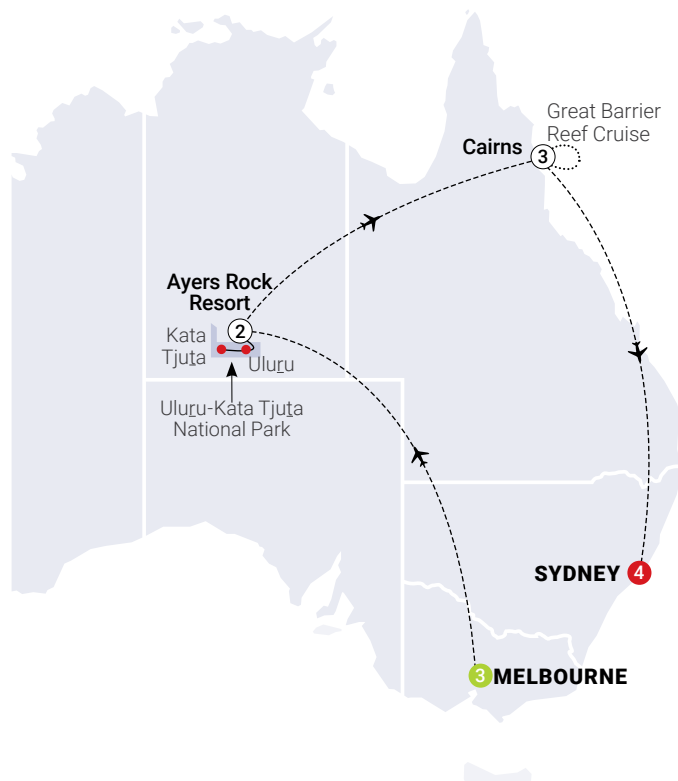 Great Barrier
Reef Cruise
Cairns
3
Ayers Rock
Resort
2
Kata
Tjuṯa
Uluṟu
Uluṟu-Kata Tjuṯa
National Park
SYDNEY
4
3
MELBOURNE